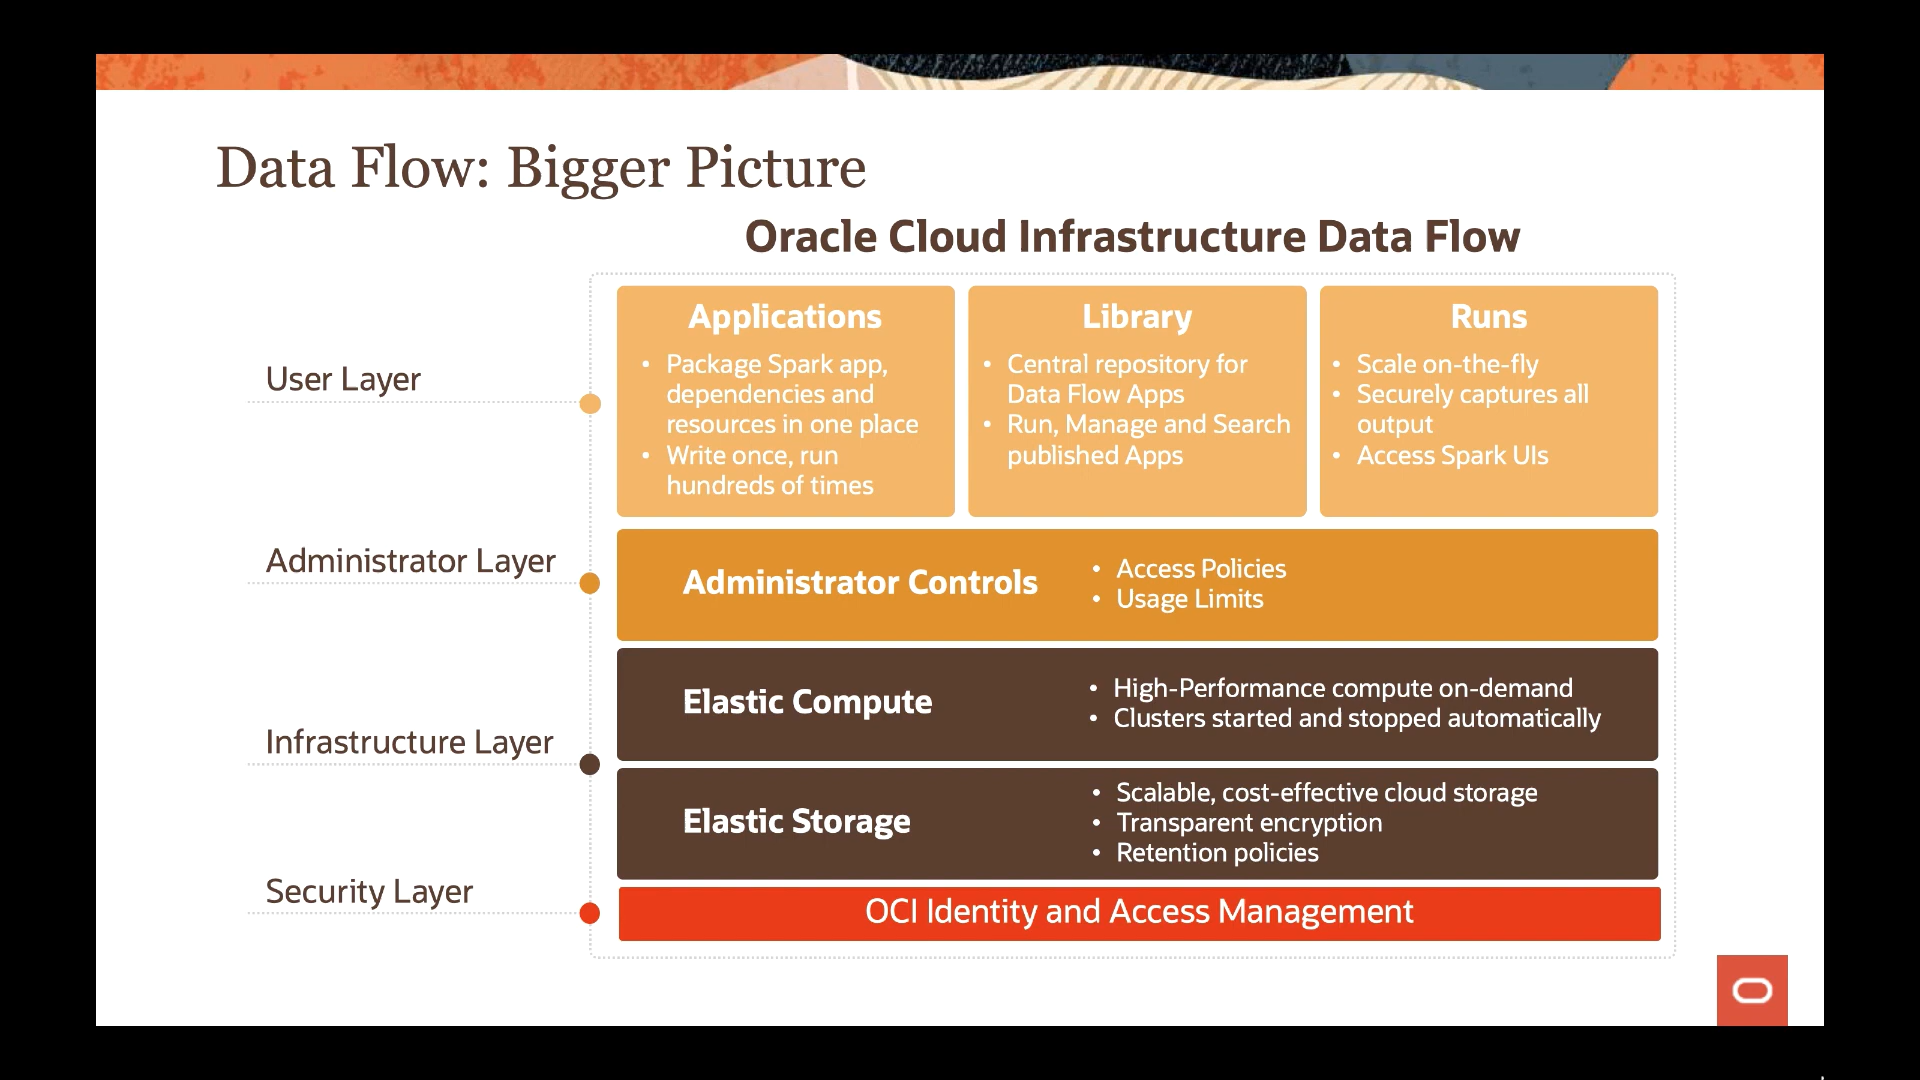 Data Flow: Bigger Picture
Oracle Cloud Infrastructure Data Flow
User Layer
Applications
• Package Spark app,
dependencies and
resources in one place
• Write once, run
hundreds of times
Library
• Central repository for
Data Flow Apps
• Run, Manage and Search
published Apps
Runs
• Scale on-the-fly
• Securely captures all
output
• Access Spark UIs
Administrator Layer
Administrator Controls
• Access Policies
• Usage Limits
Infrastructure Layer
Elastic Compute
• High-Performance compute on-demand
• Clusters started and stopped automatically
Elastic Storage
• Scalable, cost-effective cloud storage
• Transparent encryption
• Retention policies
Security Layer
OCI Identity and Access Management